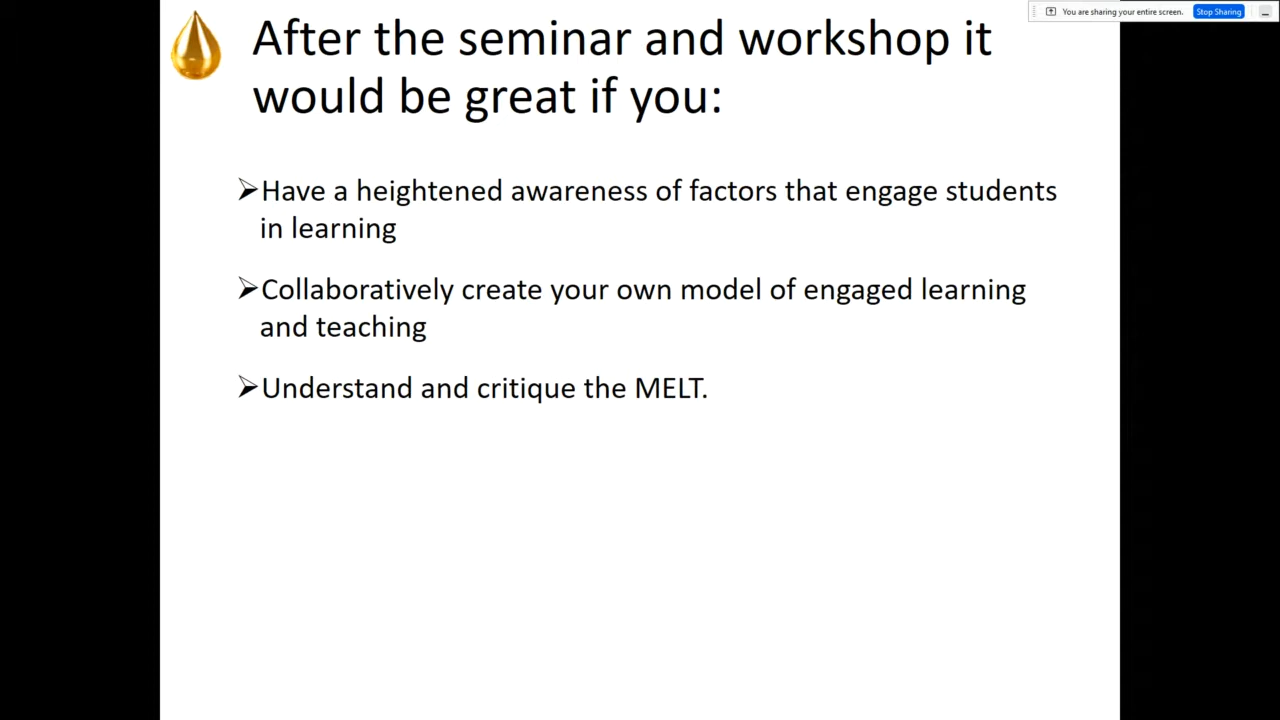 You are sharing your entire screen. Stop Sharing
After the seminar and workshop it
would be great if you:
➢Have a heightened awareness of factors that engage students
in learning
➢Collaboratively create your own model of engaged learning
and teaching
➢Understand and critique the MELT.